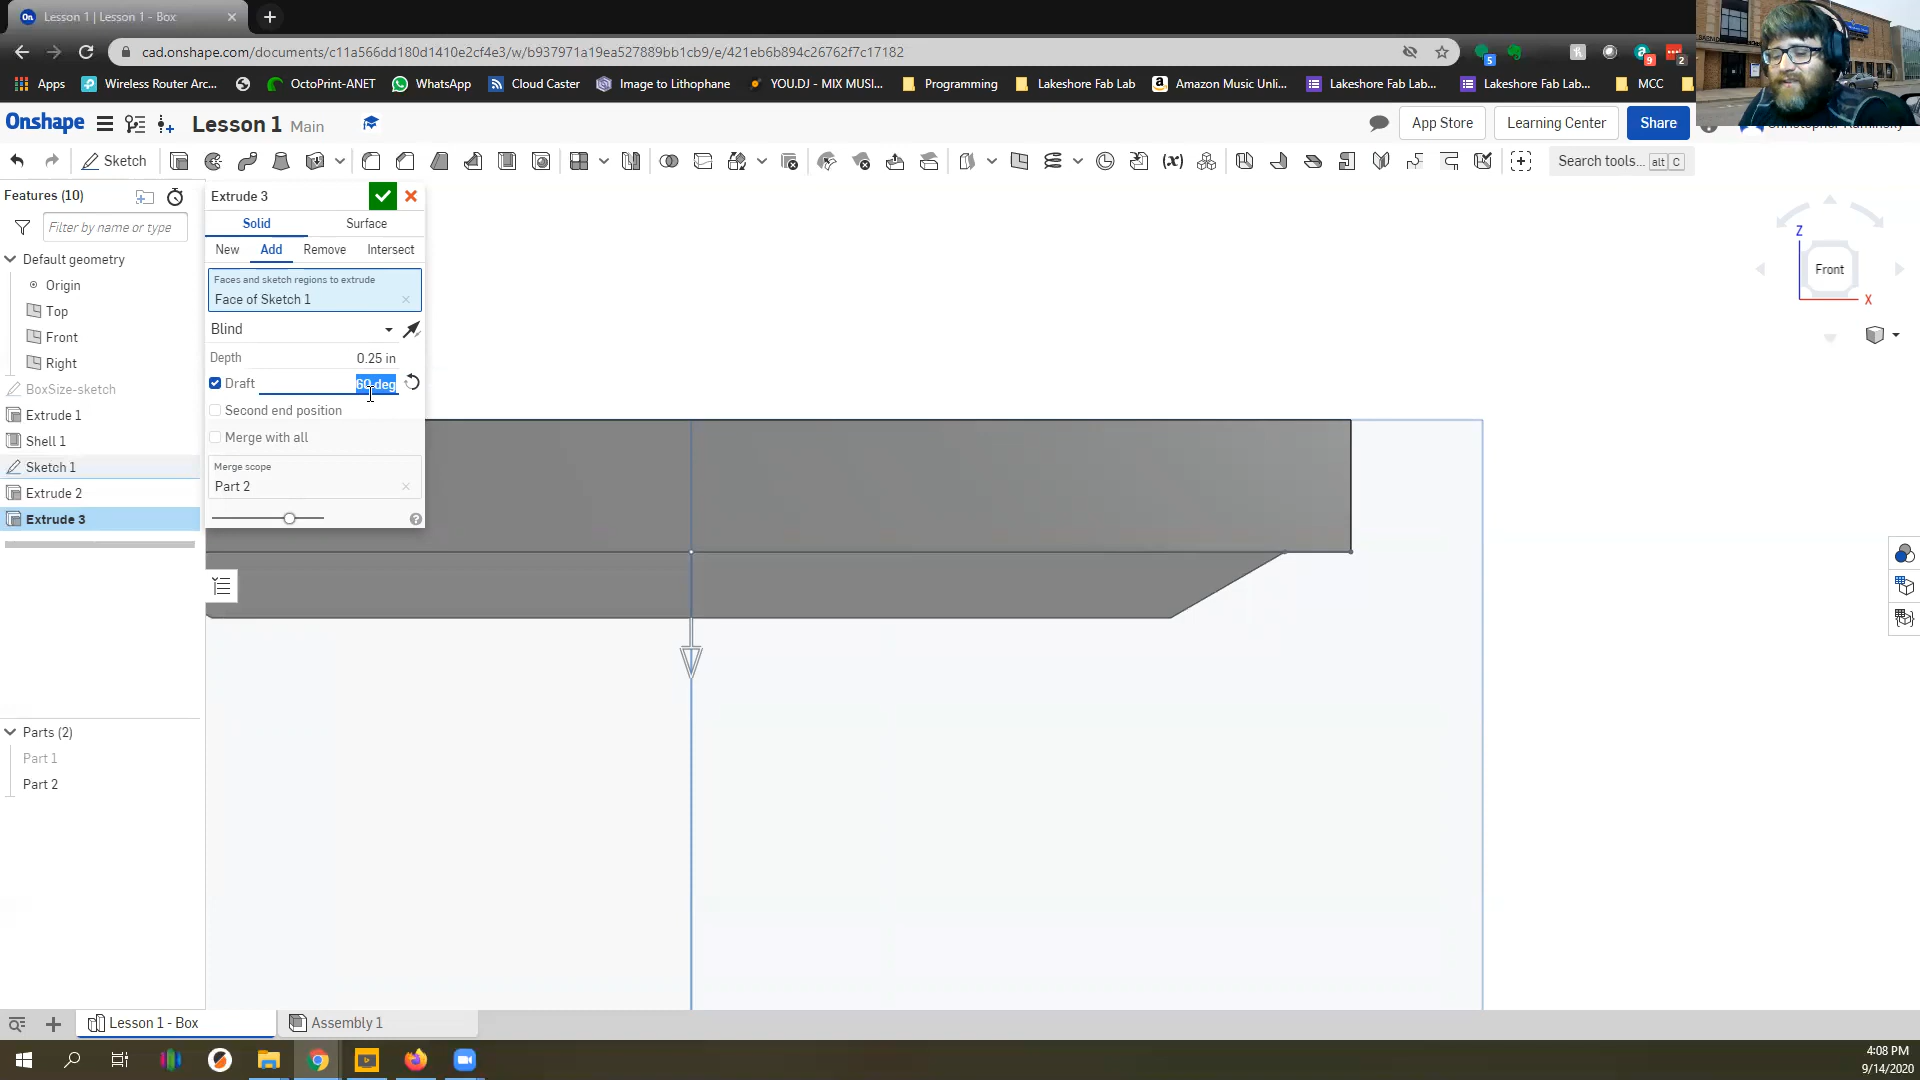 Lesson 1 | Lesson 1 - Box
cad.onshape.com/documents/c11a566dd180d1410e2cf4e3/w/b937971a19ea527889bb1cb9/e/421eb6b894c26762f7c17182
5
9
2
Apps
Wireless Router Arc...
OctoPrint-ANET
WhatsApp
Cloud Caster
Image to Lithophane
YOU.DJ - MIX MUSI...
Programming
Lakeshore Fab Lab
Amazon Music Unli...
Lakeshore Fab Lab...
Lakeshore Fab Lab...
MCC
Onshape
Lesson 1 Main
App Store
Learning Center
Share
Sketch
Search tools... alt C
Features (10)
Filter by name or type
Default geometry
Origin
Top
Front
Right
BoxSize-sketch
Extrude 1
Shell 1
Sketch 1
Extrude 2
Extrude 3
Extrude 3
Solid
Surface
New
Add
Remove
Intersect
Faces and sketch regions to extrude
Face of Sketch 1
Blind
Depth
0.25 in
Draft
60 deg
Second end position
Merge with all
Merge scope
Part 2
Z
Front
X
Parts (2)
Part 1
Part 2
Lesson 1 - Box
Assembly 1
4:08 PM
9/14/2020